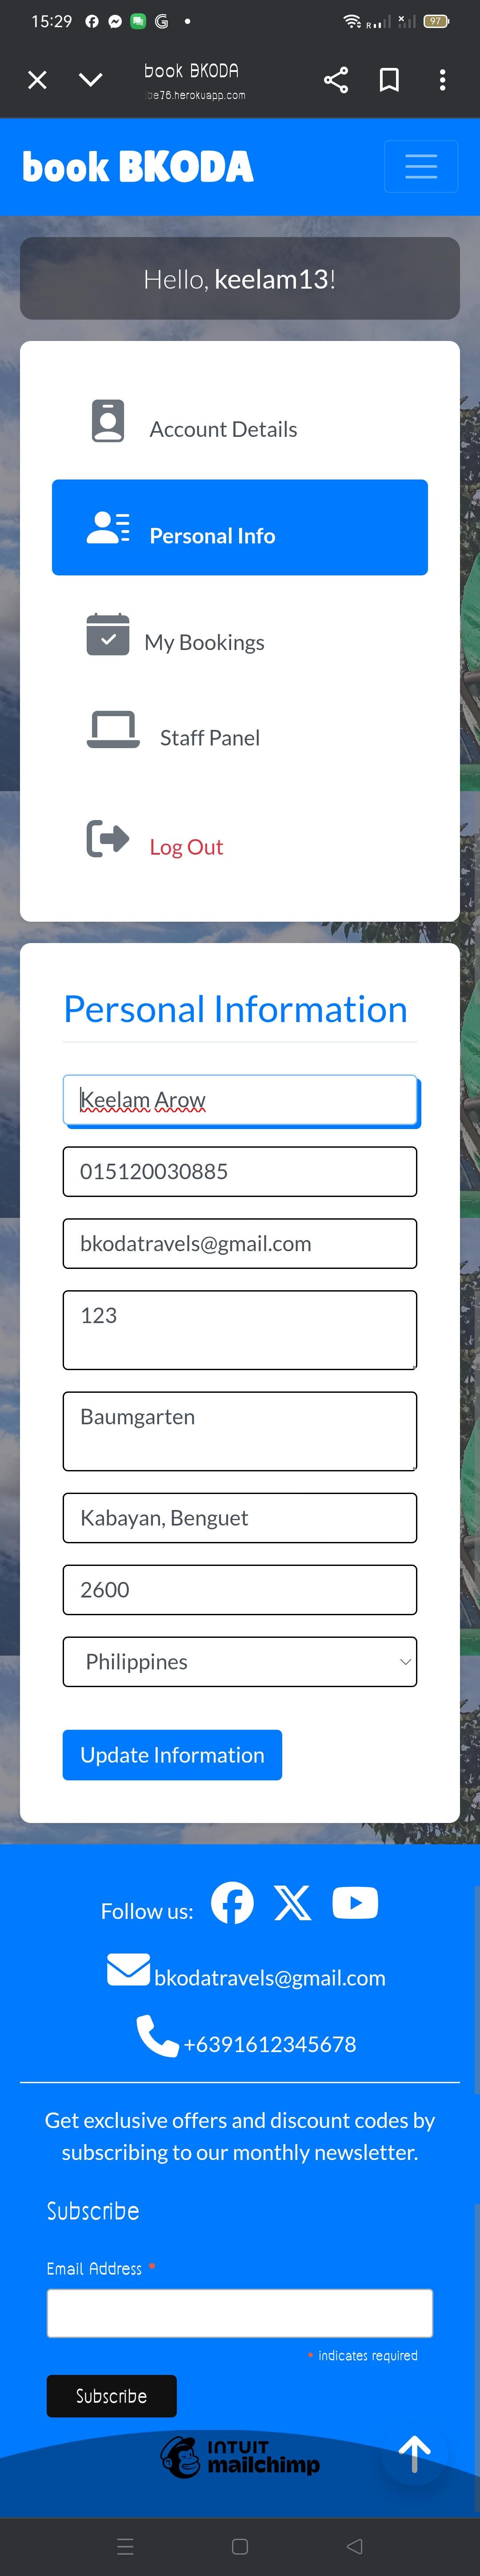 15:29
97
book BKODA
be76.herokuapp.com
book BKODA
Hello, keelam13!
Account Details
Personal Info
My Bookings
Staff Panel
Log Out
Personal Information
Keelam Arow
015120030885
bkodatravels@gmail.com
123
Baumgarten
Kabayan, Benguet
2600
Philippines
Update Information
Follow us:
bkodatravels@gmail.com
+6391612345678
Get exclusive offers and discount codes by
subscribing to our monthly newsletter.
Subscribe
Email Address *
* indicates required
Subscribe
INTUIT
mailchimp